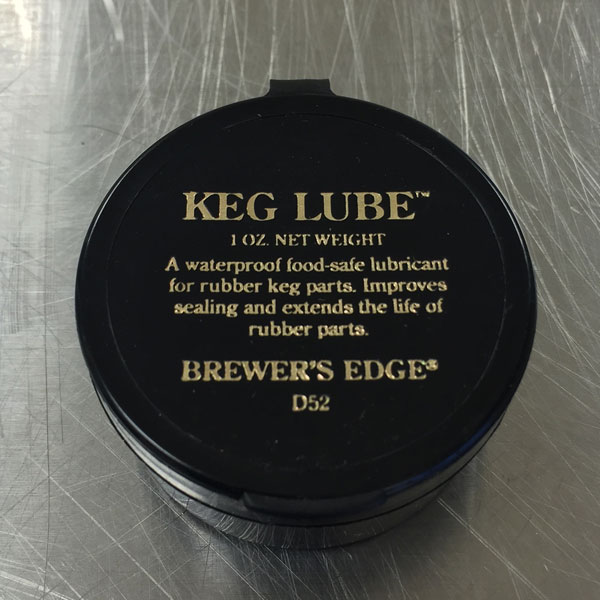 KEG LUBE™
1 OZ. NET WEIGHT
A waterproof food-safe lubricant
for rubber keg parts. Improves
sealing and extends the life of
rubber parts.
BREWER'S EDGE®
D52